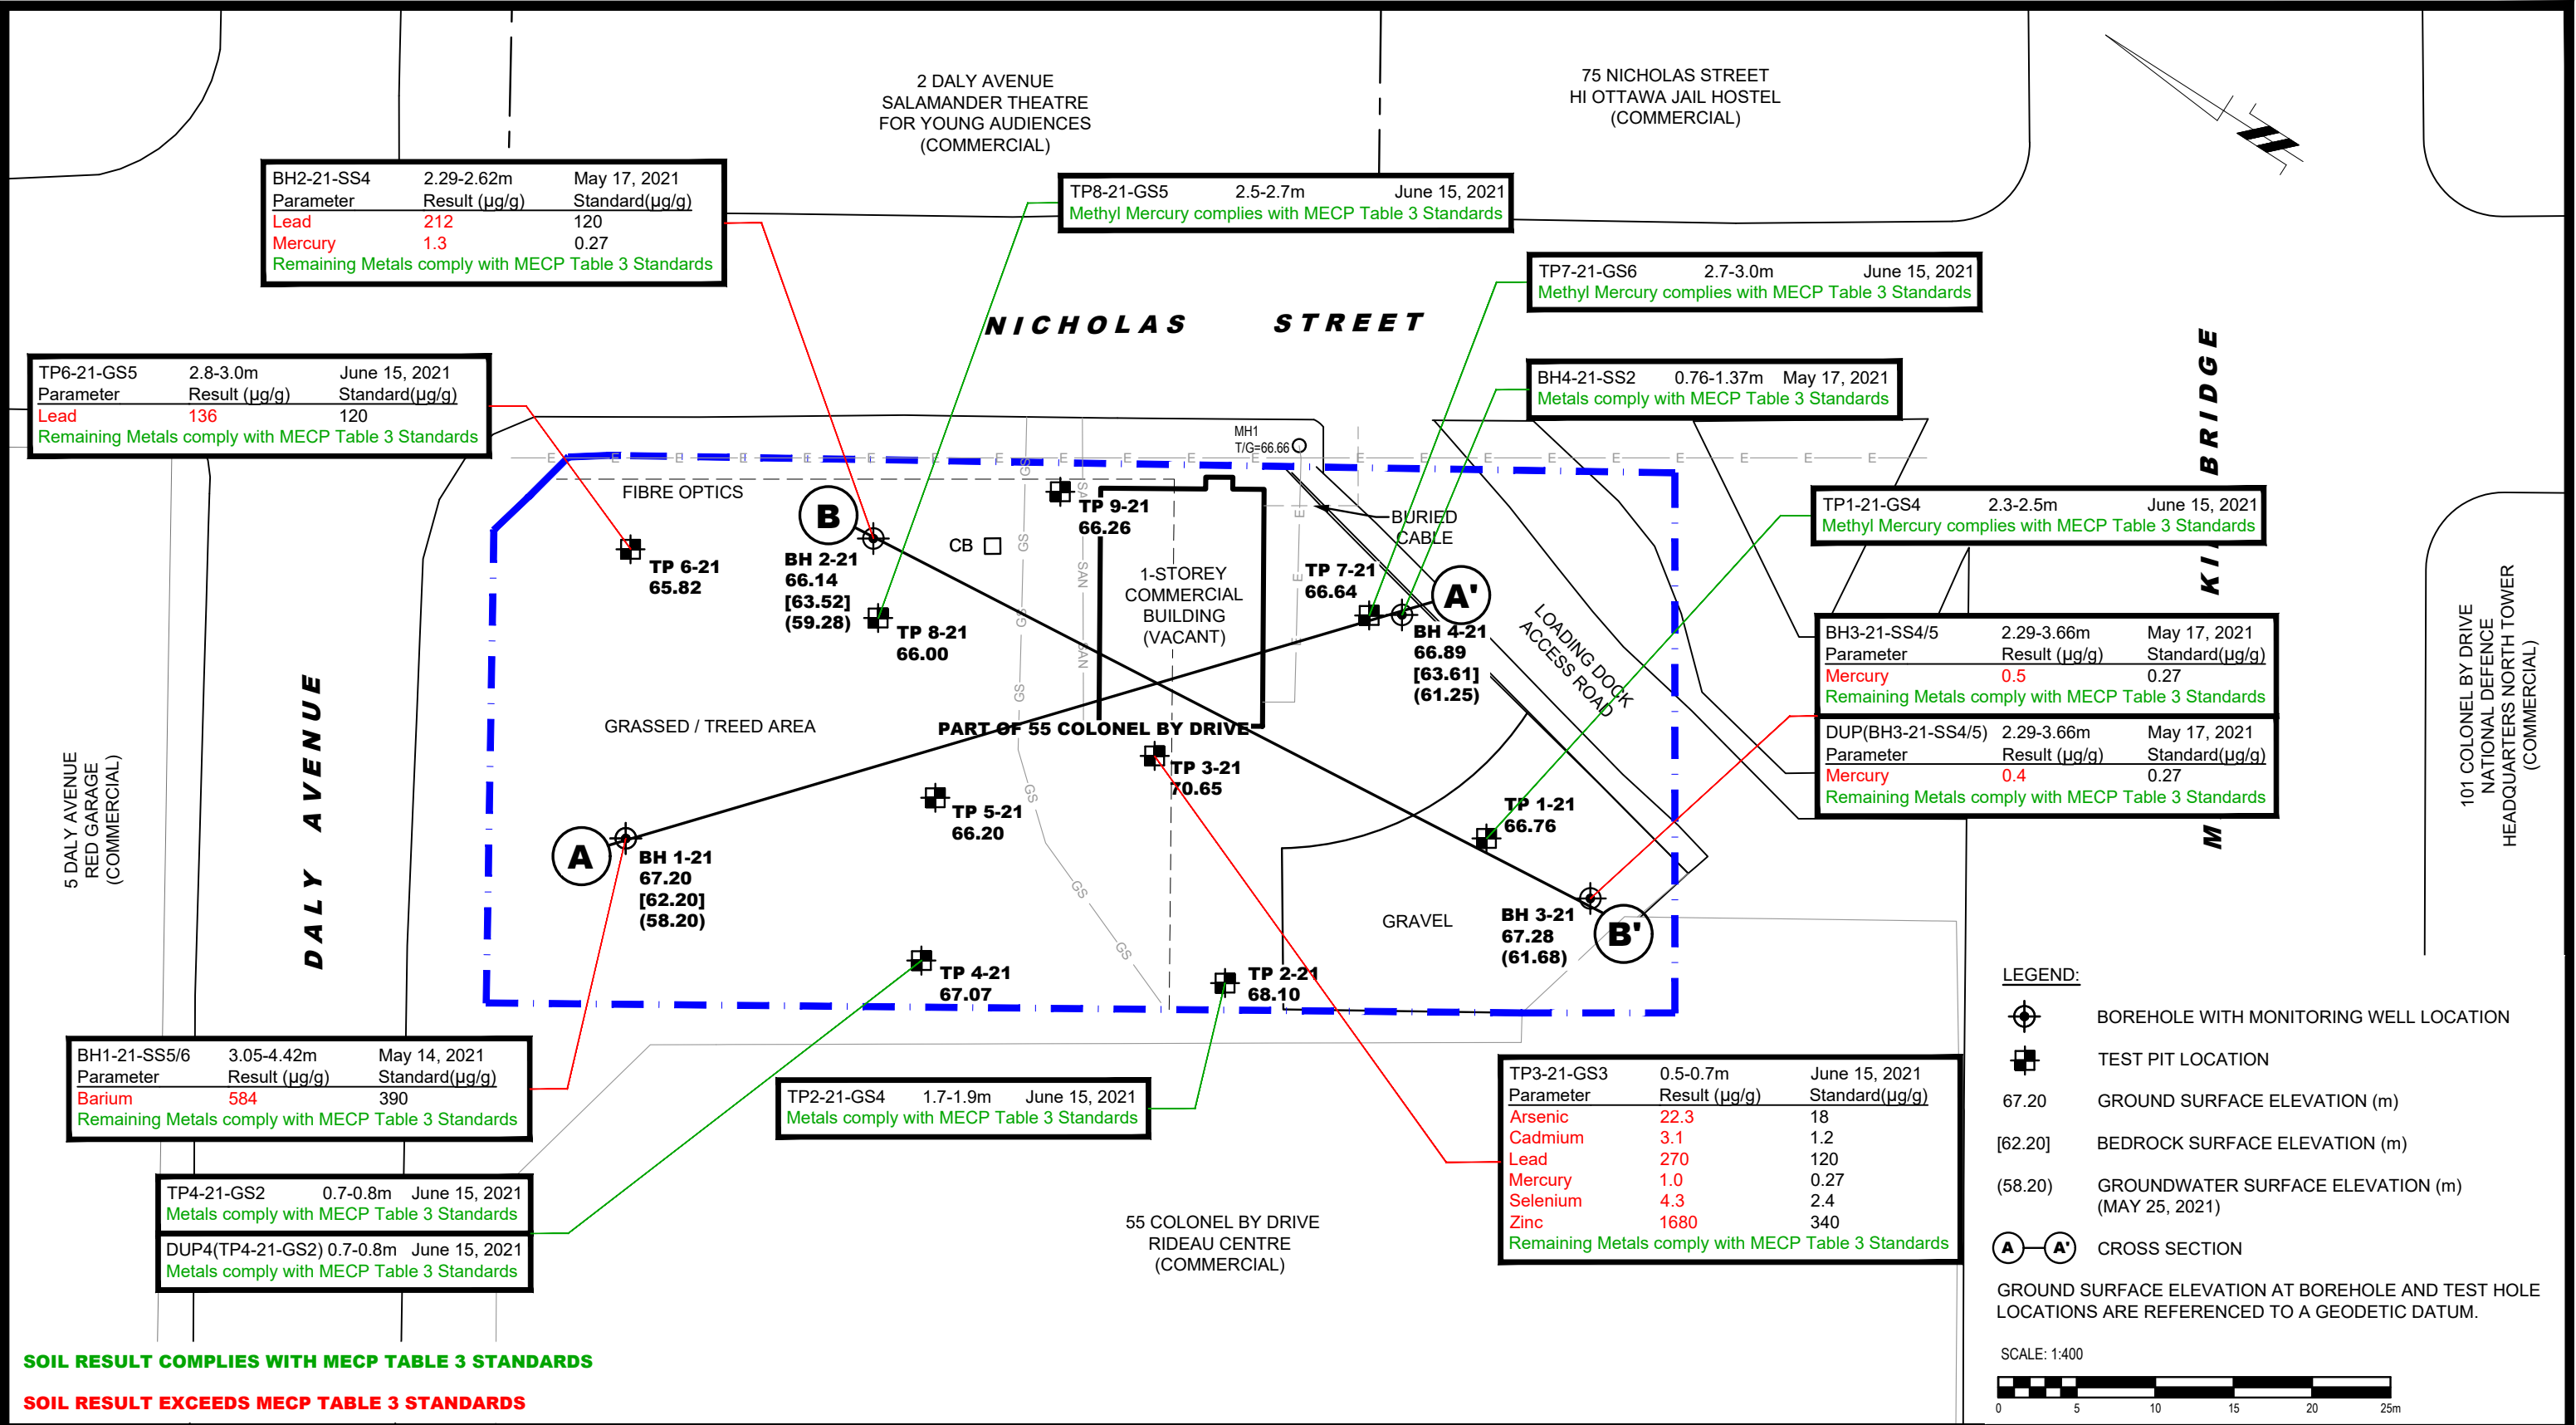 2 DALY AVENUE
SALAMANDER THEATRE
FOR YOUNG AUDIENCES
(COMMERCIAL)
75 NICHOLAS STREET
HI OTTAWA JAIL HOSTEL
(COMMERCIAL)
BH2-21-SS4 2.29-2.62m May 17, 2021
Parameter Result (µg/g) Standard(µg/g)
Lead 212 120
Mercury 1.3 0.27
Remaining Metals comply with MECP Table 3 Standards
TP8-21-GS5 2.5-2.7m June 15, 2021
Methyl Mercury complies with MECP Table 3 Standards
TP7-21-GS6 2.7-3.0m June 15, 2021
Methyl Mercury complies with MECP Table 3 Standards
NICHOLAS STREET
TP6-21-GS5 2.8-3.0m June 15, 2021
Parameter Result (µg/g) Standard(µg/g)
Lead 136 120
Remaining Metals comply with MECP Table 3 Standards
BH4-21-SS2 0.76-1.37m May 17, 2021
Metals comply with MECP Table 3 Standards
BRIDGE
MH1
T/G=66.66
E E E E E E E E E E E E E E E E E E E E E
FIBRE OPTICS
B
TP 9-21
66.26
CB
BURIED
CABLE
TP1-21-GS4 2.3-2.5m June 15, 2021
Methyl Mercury complies with MECP Table 3 Standards
TP 6-21
65.82
BH 2-21
66.14
[63.52]
(59.28)
TP 8-21
66.00
GS GS GS GS GS GS GS
SAN SAN
1-STOREY
COMMERCIAL
BUILDING
(VACANT)
TP 7-21
66.64
A'
BH 4-21
66.89
[63.61]
(61.25)
LOADING DOCK
ACCESS ROAD
BH3-21-SS4/5 2.29-3.66m May 17, 2021
Parameter Result (µg/g) Standard(µg/g)
Mercury 0.5 0.27
Remaining Metals comply with MECP Table 3 Standards
DUP(BH3-21-SS4/5) 2.29-3.66m May 17, 2021
Parameter Result (µg/g) Standard(µg/g)
Mercury 0.4 0.27
Remaining Metals comply with MECP Table 3 Standards
101 COLONEL BY DRIVE
NATIONAL DEFENCE
HEADQUARTERS NORTH TOWER
(COMMERCIAL)
5 DALY AVENUE
RED GARAGE
(COMMERCIAL)
DALY AVENUE
GRASSED / TREED AREA
PART OF 55 COLONEL BY DRIVE
TP 3-21
70.65
TP 5-21
66.20
TP 1-21
66.76
A
BH 1-21
67.20
[62.20]
(58.20)
GRAVEL
BH 3-21
67.28
(61.68)
B'
TP 4-21
67.07
TP 2-21
68.10
BH1-21-SS5/6 3.05-4.42m May 14, 2021
Parameter Result (µg/g) Standard(µg/g)
Barium 584 390
Remaining Metals comply with MECP Table 3 Standards
TP2-21-GS4 1.7-1.9m June 15, 2021
Metals comply with MECP Table 3 Standards
TP3-21-GS3 0.5-0.7m June 15, 2021
Parameter Result (µg/g) Standard(µg/g)
Arsenic 22.3 18
Cadmium 3.1 1.2
Lead 270 120
Mercury 1.0 0.27
Selenium 4.3 2.4
Zinc 1680 340
Remaining Metals comply with MECP Table 3 Standards
TP4-21-GS2 0.7-0.8m June 15, 2021
Metals comply with MECP Table 3 Standards
DUP4(TP4-21-GS2) 0.7-0.8m June 15, 2021
Metals comply with MECP Table 3 Standards
55 COLONEL BY DRIVE
RIDEAU CENTRE
(COMMERCIAL)
LEGEND:
BOREHOLE WITH MONITORING WELL LOCATION
TEST PIT LOCATION
67.20 GROUND SURFACE ELEVATION (m)
[62.20] BEDROCK SURFACE ELEVATION (m)
(58.20) GROUNDWATER SURFACE ELEVATION (m)
(MAY 25, 2021)
A A' CROSS SECTION
GROUND SURFACE ELEVATION AT BOREHOLE AND TEST HOLE
LOCATIONS ARE REFERENCED TO A GEODETIC DATUM.
SCALE: 1:400
0 5 10 15 20 25m
SOIL RESULT COMPLIES WITH MECP TABLE 3 STANDARDS
SOIL RESULT EXCEEDS MECP TABLE 3 STANDARDS